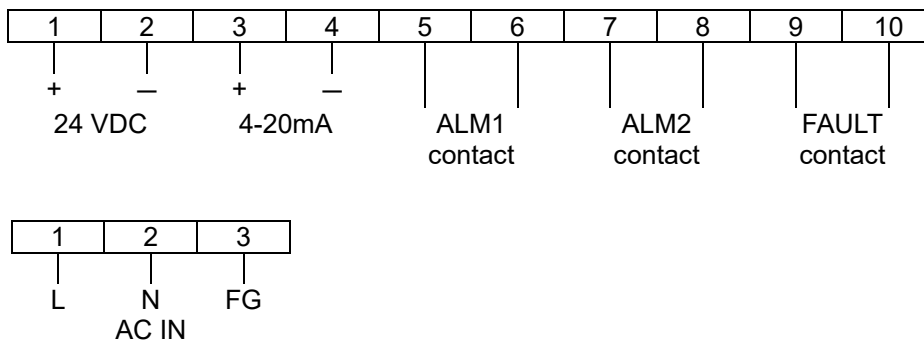 1 2 3 4 5 6 7 8 9 10
+ — + —
24 VDC 4-20mA ALM1 ALM2 FAULT
contact contact contact
1 2 3
L N FG
AC IN